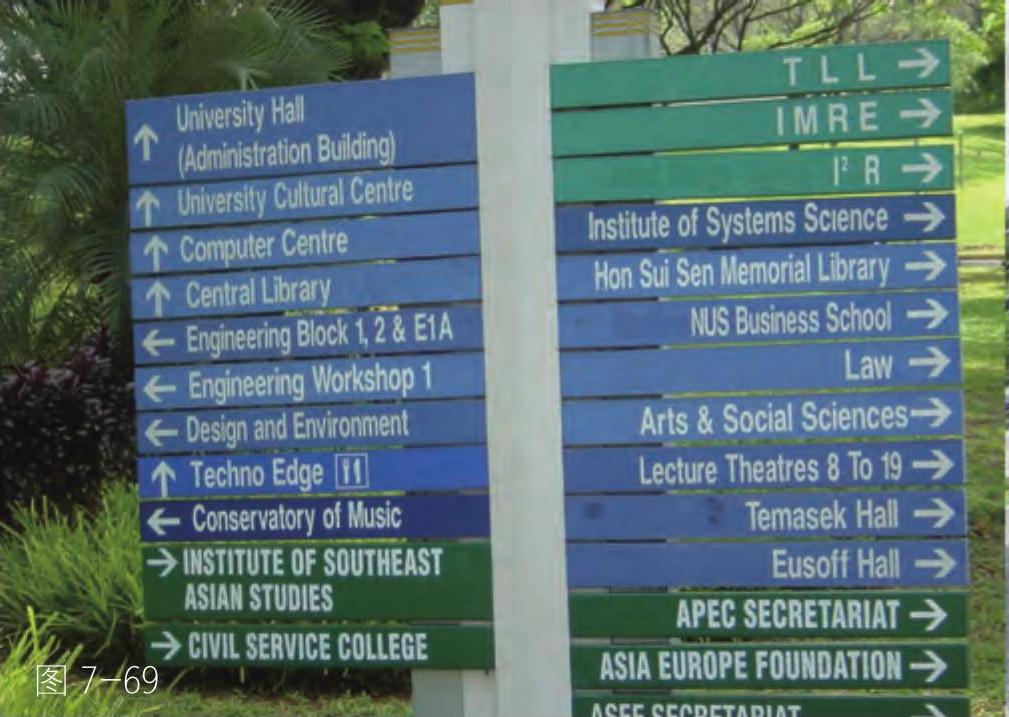 University Hall
(Administration Building)
University Cultural Centre
Computer Centre
Central Library
Engineering Block 1, 2 & E1A
Engineering Workshop 1
Design and Environment
Techno Edge
Conservatory of Music
INSTITUTE OF SOUTHEAST
ASIAN STUDIES
CIVIL SERVICE COLLEGE
TLL
IMRE
I² R
Institute of Systems Science
Hon Sui Sen Memorial Library
NUS Business School
Law
Arts & Social Sciences
Lecture Theatres 8 To 19
Temasek Hall
Eusoff Hall
APEC SECRETARIAT
ASIA EUROPE FOUNDATION
ASEF SECRETARIAT
图 7-69